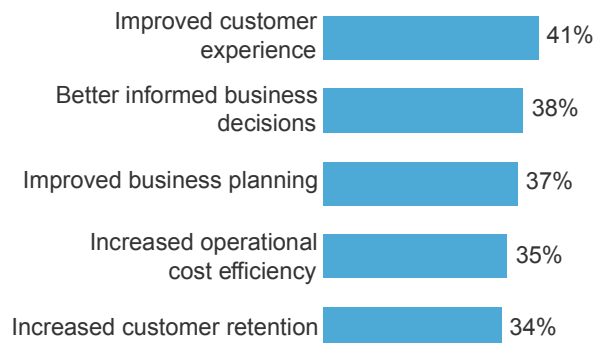 Improved customer
experience
41%
Better informed business
decisions
38%
Improved business planning
37%
Increased operational
cost efficiency
35%
Increased customer retention
34%